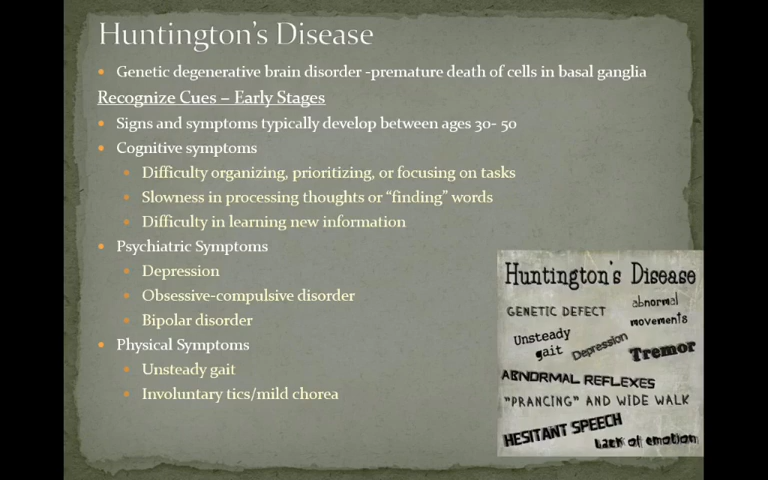 Huntington's Disease
Genetic degenerative brain disorder -premature death of cells in basal ganglia
Recognize Cues – Early Stages
Signs and symptoms typically develop between ages 30- 50
Cognitive symptoms
Difficulty organizing, prioritizing, or focusing on tasks
Slowness in processing thoughts or “finding” words
Difficulty in learning new information
Psychiatric Symptoms
Depression
Obsessive-compulsive disorder
Bipolar disorder
Physical Symptoms
Unsteady gait
Involuntary tics/mild chorea
Huntington's Disease
GENETIC DEFECT
abnormal
movements
Unsteady
gait
Depression
Tremor
ABNORMAL REFLEXES
"PRANCING" AND WIDE WALK
HESITANT SPEECH
Lack of emotion